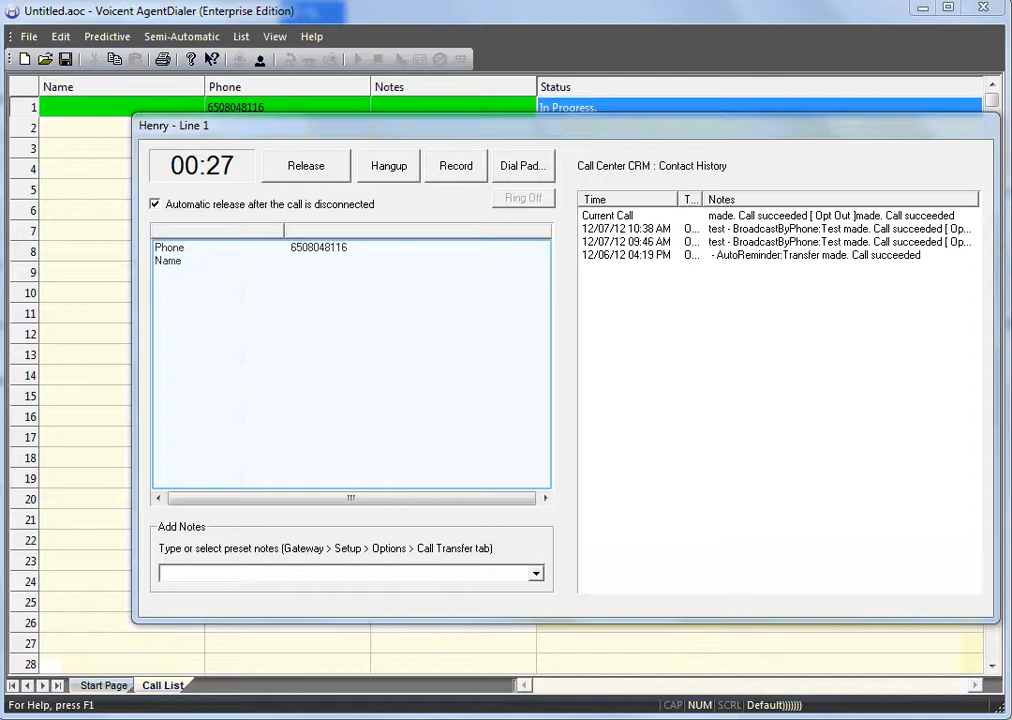 Untitled.aoc - Voicent AgentDialer (Enterprise Edition)
File Edit Predictive Semi-Automatic List View Help
Name Phone Notes Status
1 6508048116 In Progress.
2
Henry - Line 1
3
4
00:27 Release Hangup Record Dial Pad... Call Center CRM : Contact History
5
Ring Off Time T... Notes
6 Automatic release after the call is disconnected
Current Call made. Call succeeded [ Opt Out ]made. Call succeeded
7 12/07/12 10:38 AM O... test - BroadcastByPhone:Test made. Call succeeded [ Op...
12/07/12 09:46 AM O... test - BroadcastByPhone:Test made. Call succeeded [ Op...
8 Phone 6508048116
12/06/12 04:19 PM O... - AutoReminder:Transfer made. Call succeeded
Name
9
10
11
12
13
14
15
16
17
18
19
20
21
Add Notes
22
Type or select preset notes (Gateway > Setup > Options > Call Transfer tab)
23
24
25
26
27
28
Start Page Call List
For Help, press F1 CAP NUM SCRL Default)))))))